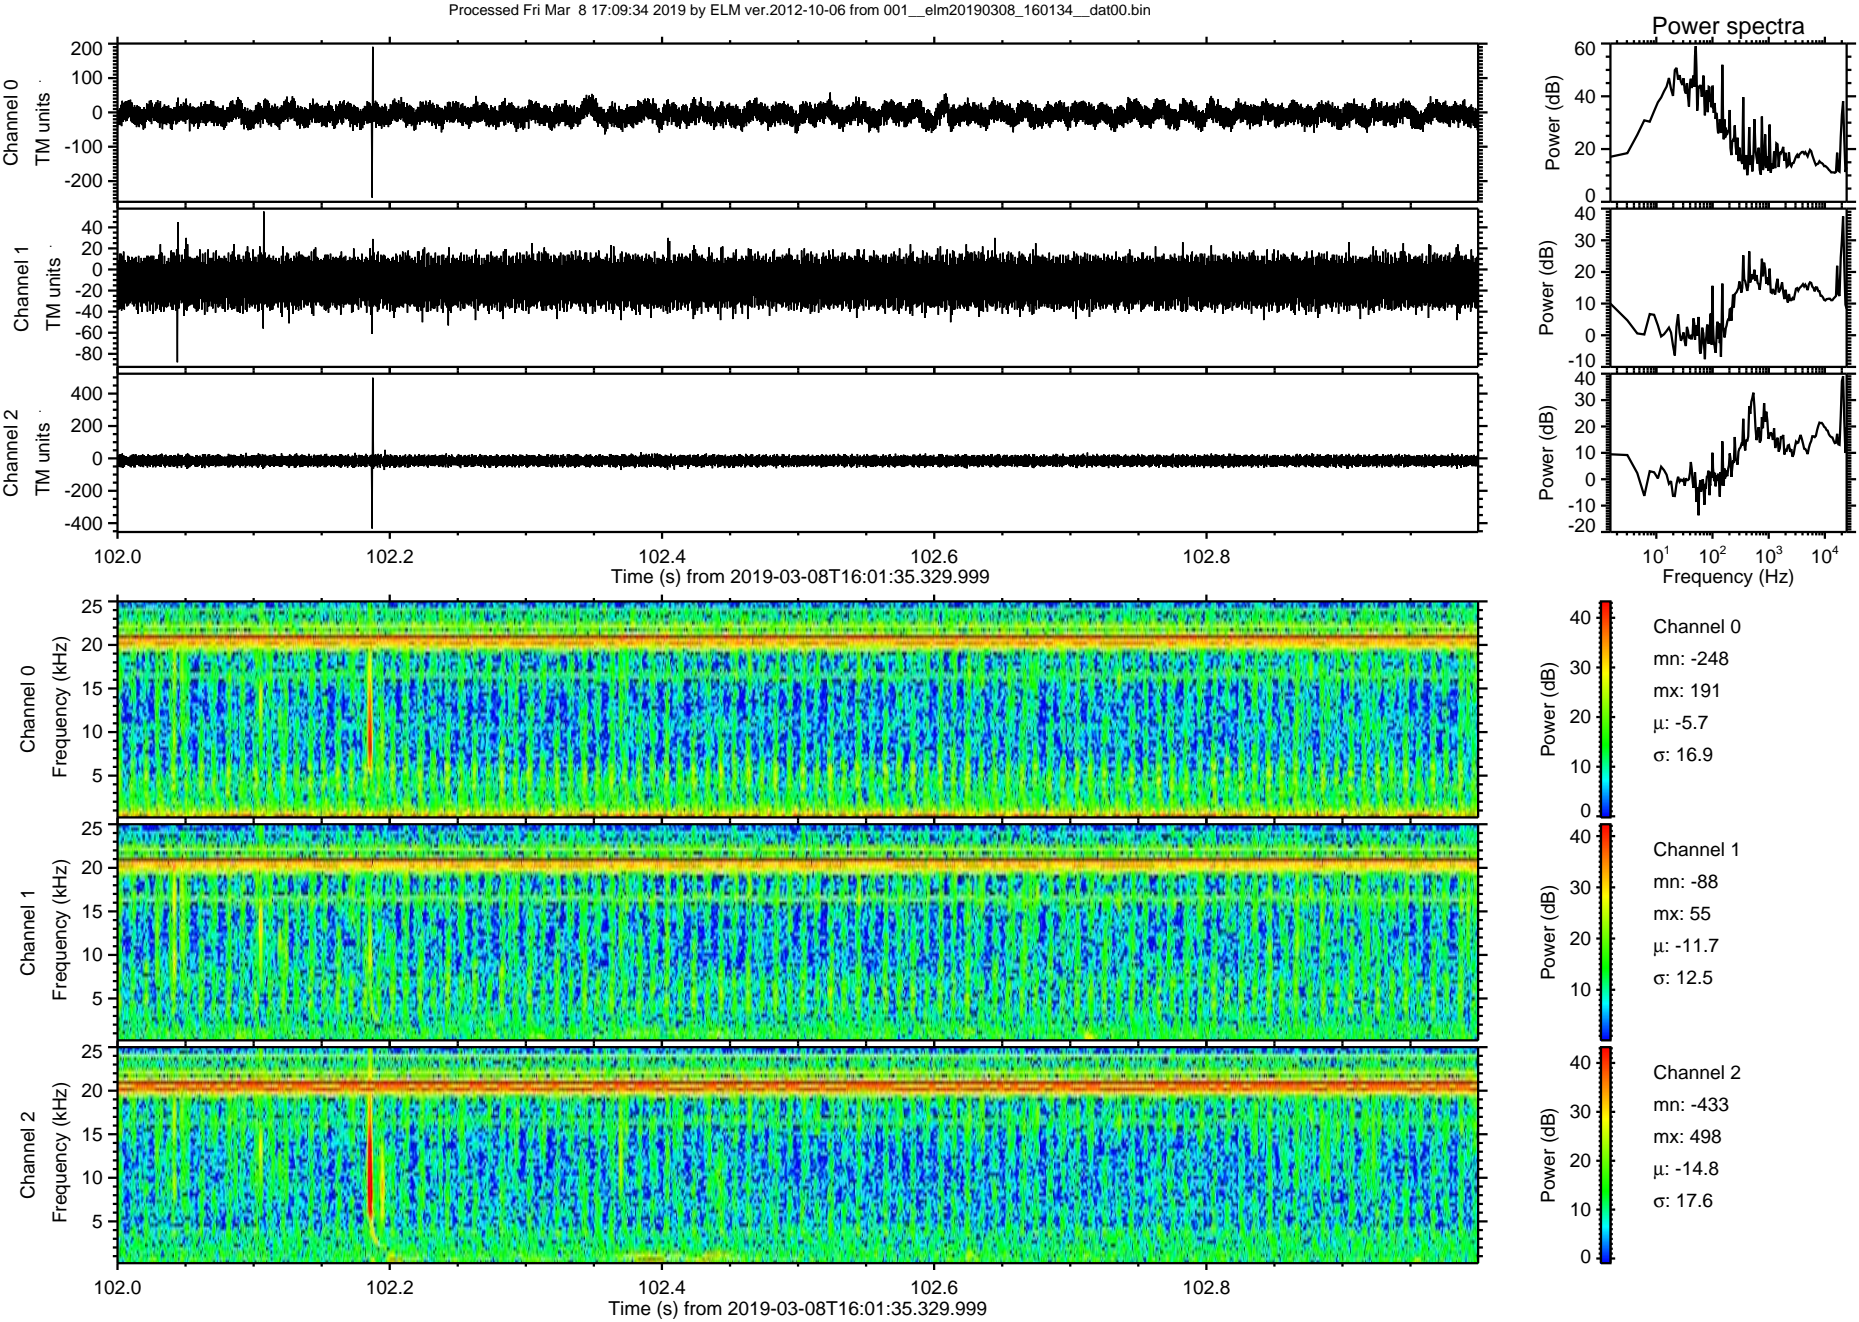 Processed Fri Mar  8 17:09:34 2019 by ELM ver.2012-10-06 from 001__elm20190308_160134__dat00.bin
Power spectra
Channel 0
TM units
200
100
0
-100
-200
Power (dB)
60
40
20
0
Channel 1
TM units
40
20
0
-20
-40
-60
-80
Power (dB)
40
30
20
10
0
-10
Channel 2
TM units
400
200
0
-200
-400
Power (dB)
40
30
20
10
0
-10
-20
102.0 102.2 102.4 102.6 102.8
Time (s) from 2019-03-08T16:01:35.329.999
10¹ 10² 10³ 10⁴
Frequency (Hz)
Channel 0
Frequency (kHz)
25
20
15
10
5
Power (dB)
40
30
20
10
0
Channel 0
mn: -248
mx: 191
μ: -5.7
σ: 16.9
Channel 1
Frequency (kHz)
25
20
15
10
5
Power (dB)
40
30
20
10
Channel 1
mn: -88
mx: 55
μ: -11.7
σ: 12.5
Channel 2
Frequency (kHz)
25
20
15
10
5
Power (dB)
40
30
20
10
0
Channel 2
mn: -433
mx: 498
μ: -14.8
σ: 17.6
102.0 102.2 102.4 102.6 102.8
Time (s) from 2019-03-08T16:01:35.329.999